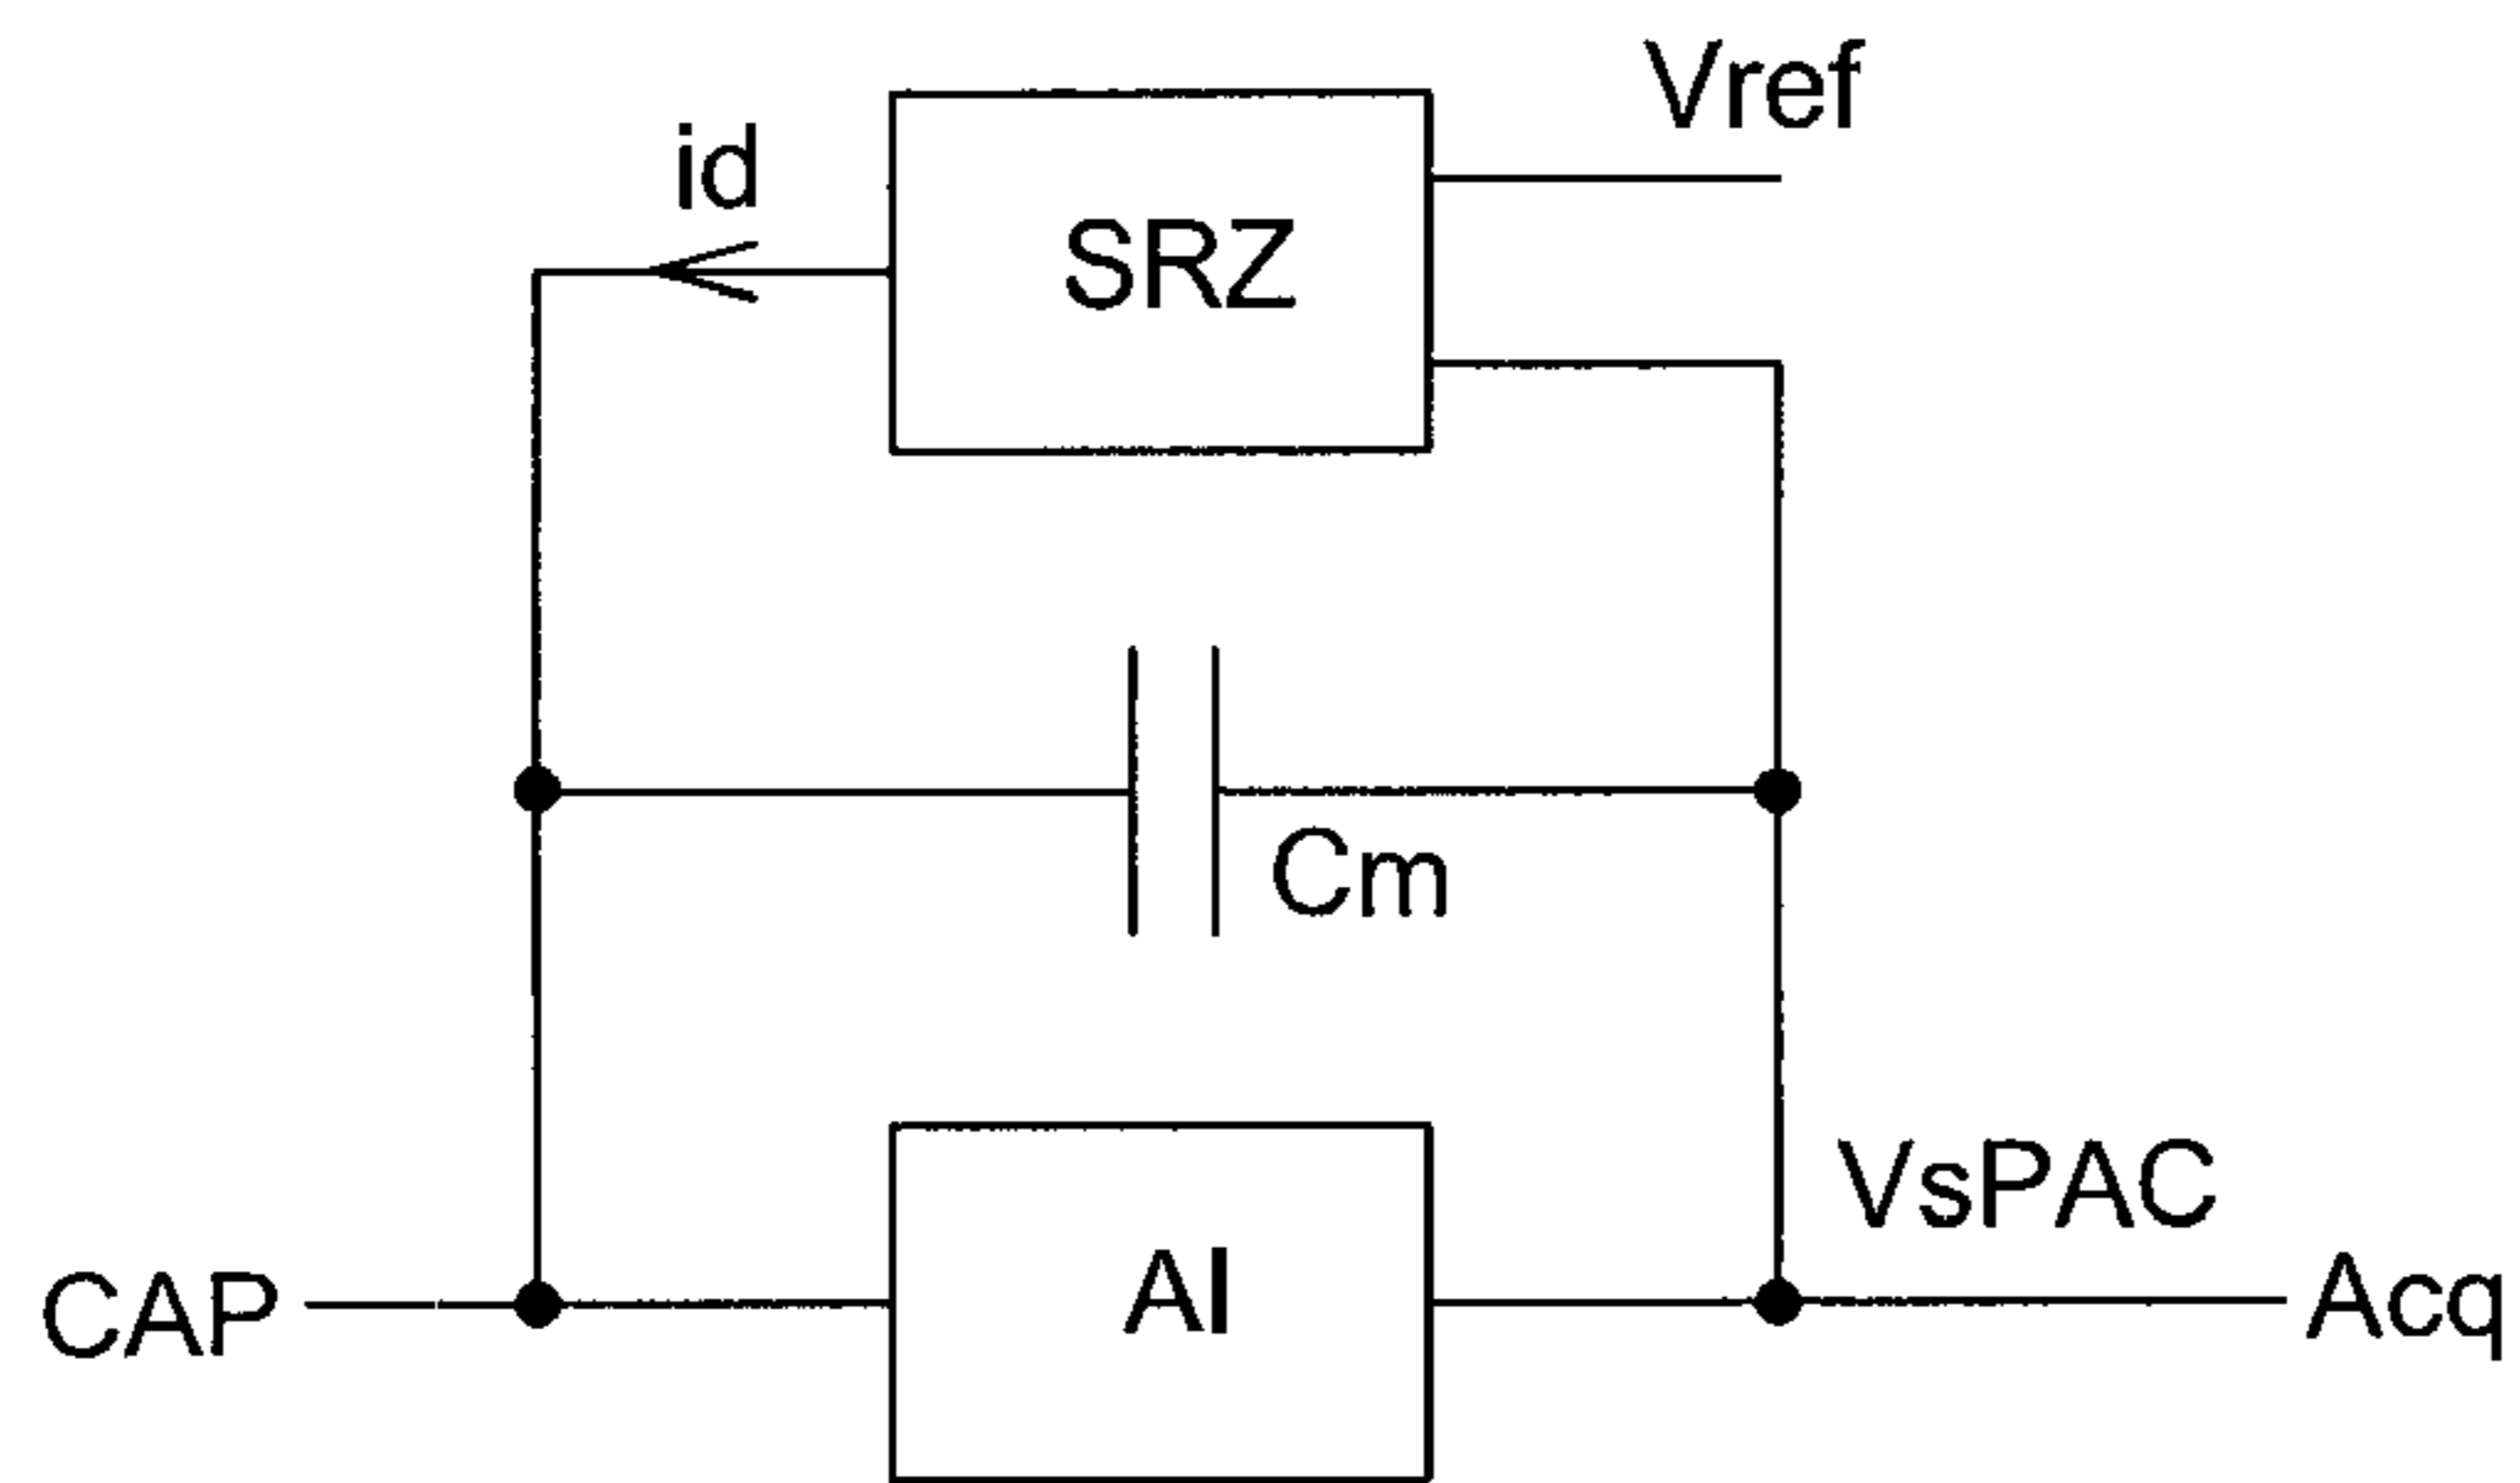 Vref
id
SRZ
Cm
VsPAC
CAP
AI
Acq